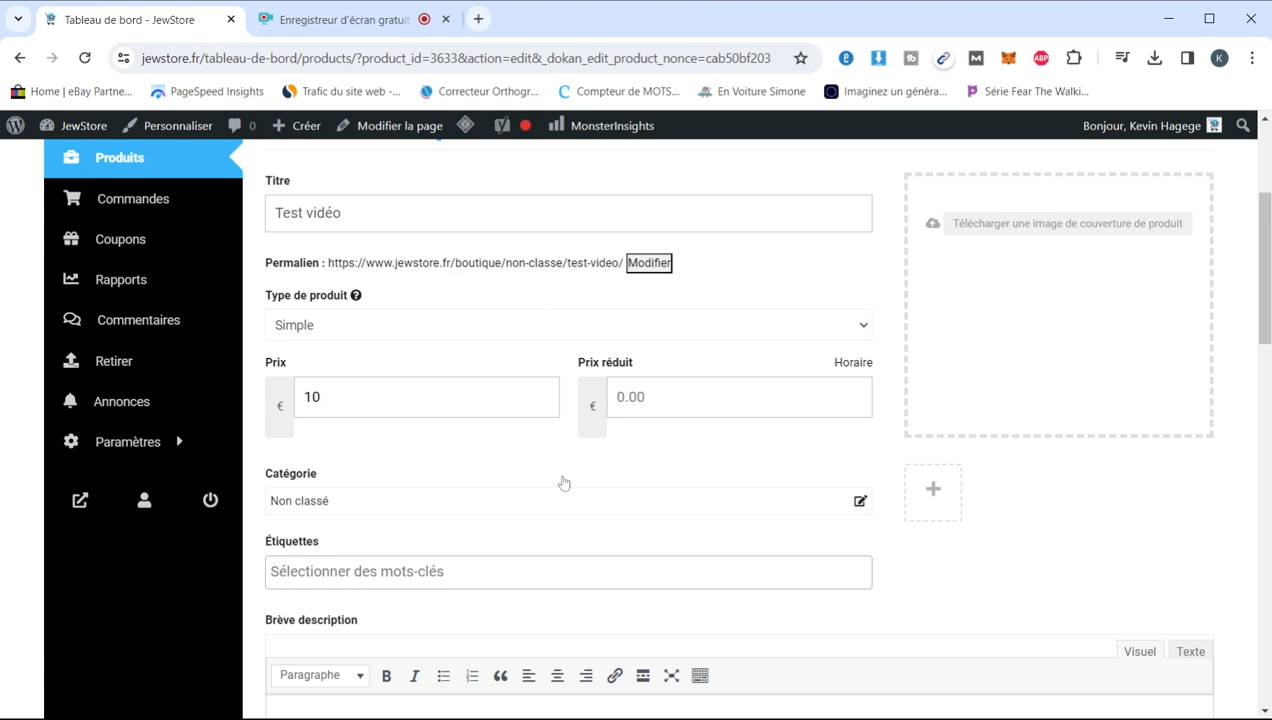 Tableau de bord - JewStore
Enregistreur d'écran gratuit
jewstore.fr/tableau-de-bord/products/?product_id=3633&action=edit&_dokan_edit_product_nonce=cab50bf203
ABP
K
Home | eBay Partne...
PageSpeed Insights
Trafic du site web -...
Correcteur Orthogr...
Compteur de MOTS...
En Voiture Simone
Imaginez un généra...
Série Fear The Walki...
JewStore
Personnaliser
0
Créer
Modifier la page
MonsterInsights
Bonjour, Kevin Hagege
Produits
Commandes
Coupons
Rapports
Commentaires
Retirer
Annonces
Paramètres
Titre
Test vidéo
Permalien : https://www.jewstore.fr/boutique/non-classe/test-video/ Modifier
Type de produit
Simple
Prix
Prix réduit
Horaire
€ 10
€ 0.00
Catégorie
Non classé
Étiquettes
Sélectionner des mots-clés
Brève description
Visuel
Texte
Paragraphe
B
I
Télécharger une image de couverture de produit
+